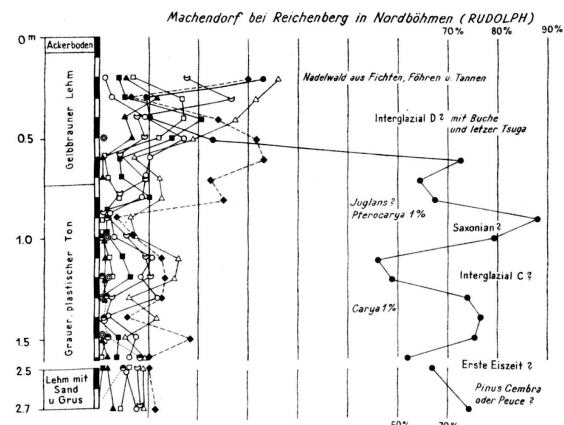 Machendorf bei Reichenberg in Nordböhmen (RUDOLPH)
0 m
70%
80%
90%
Ackerboden
Nadelwald aus Fichten, Föhren u. Tannen
Gelbbrauner Lehm
Interglazial D? mit Buche
und letzer Tsuga
0.5
Juglans?
Pterocarya 1%
Saxonian?
1.0
Grauer, plastischer Ton
Interglazial C?
Carya 1%
1.5
Erste Eiszeit?
2.5
Lehm mit
Sand
u Grus
Pinus Cembra
oder Peuce?
2.7